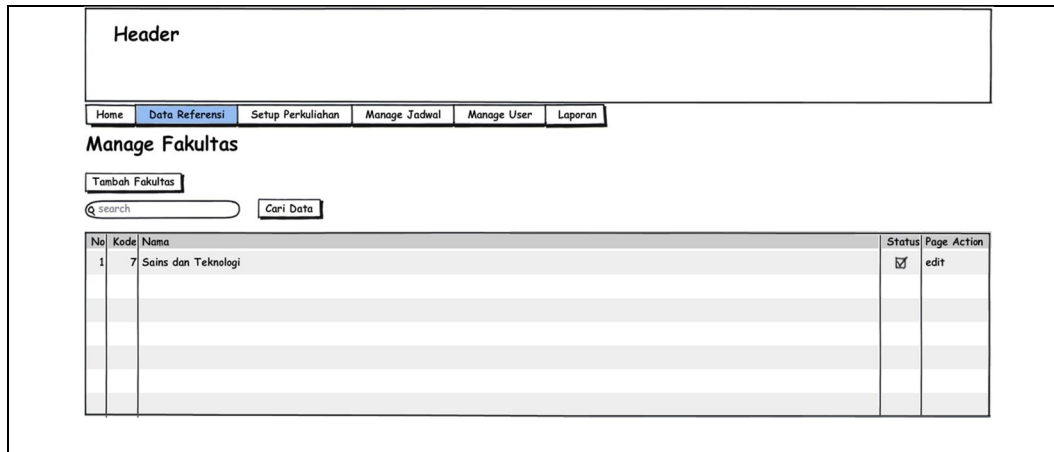 Header
Home Data Referensi Setup Perkuliahan Manage Jadwal Manage User Laporan
Manage Fakultas
Tambah Fakultas
search Cari Data
No Kode Nama Status Page Action
1 7 Sains dan Teknologi edit